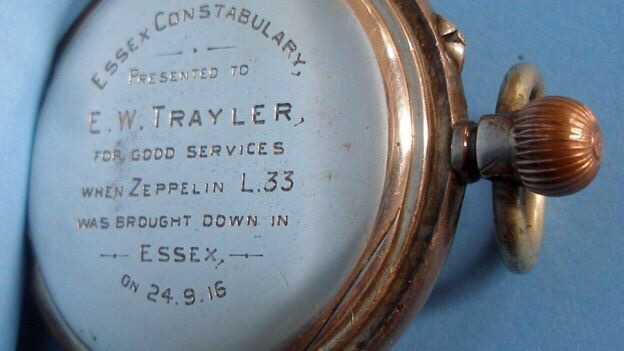 ESSEX CONSTABULARY,
PRESENTED TO
E.W. TRAYLER,
FOR GOOD SERVICES
WHEN ZEPPELIN L.33
WAS BROUGHT DOWN IN
ESSEX,
ON 24.9.16